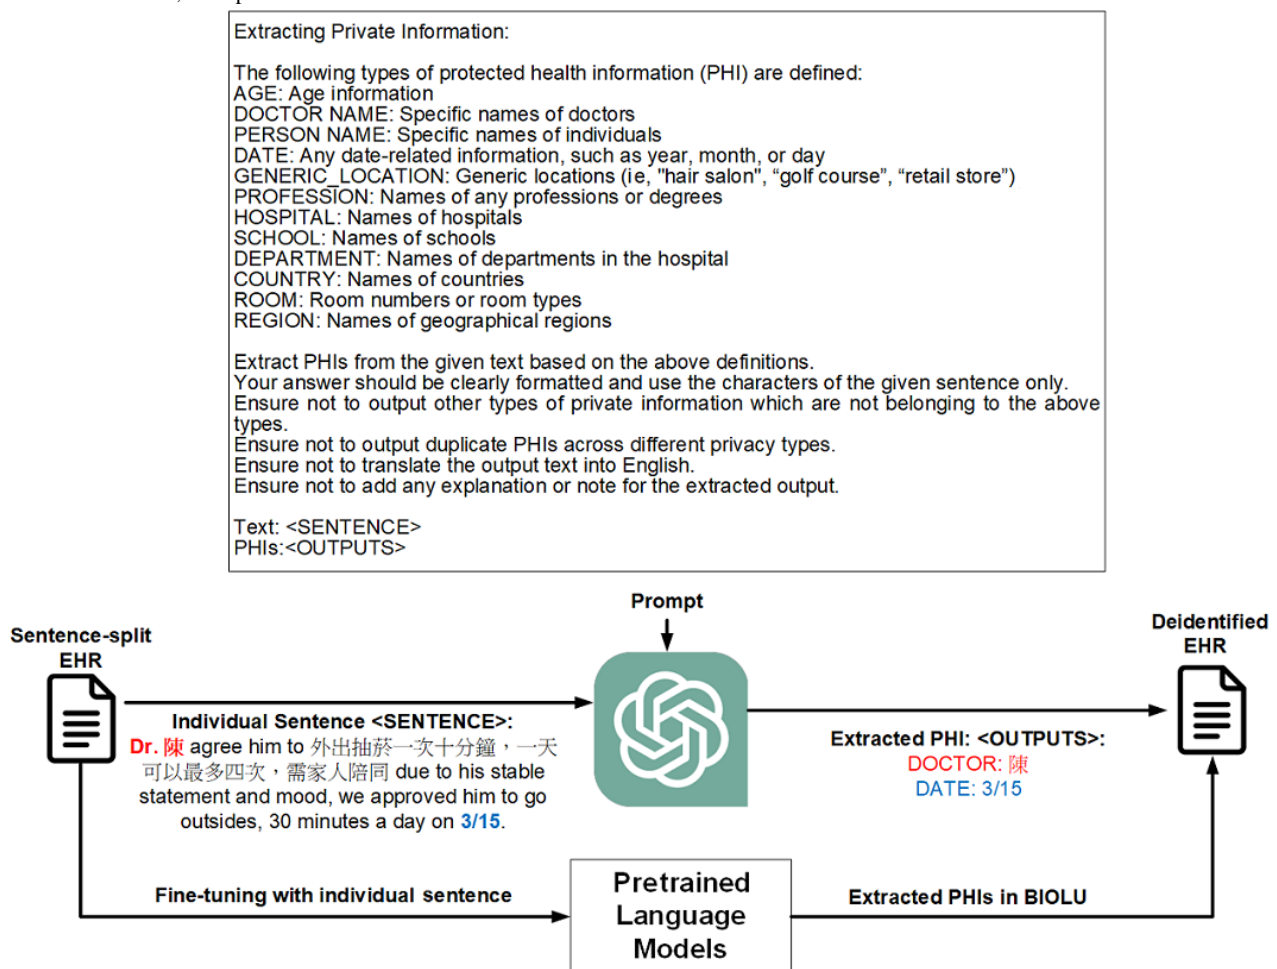 Extracting Private Information:
The following types of protected health information (PHI) are defined:
AGE: Age information
DOCTOR NAME: Specific names of doctors
PERSON NAME: Specific names of individuals
DATE: Any date-related information, such as year, month, or day
GENERIC_LOCATION: Generic locations (ie, "hair salon", “golf course”, “retail store”)
PROFESSION: Names of any professions or degrees
HOSPITAL: Names of hospitals
SCHOOL: Names of schools
DEPARTMENT: Names of departments in the hospital
COUNTRY: Names of countries
ROOM: Room numbers or room types
REGION: Names of geographical regions
Extract PHIs from the given text based on the above definitions.
Your answer should be clearly formatted and use the characters of the given sentence only.
Ensure not to output other types of private information which are not belonging to the above
types.
Ensure not to output duplicate PHIs across different privacy types.
Ensure not to translate the output text into English.
Ensure not to add any explanation or note for the extracted output.
Text: <SENTENCE>
PHIs:<OUTPUTS>
Prompt
Sentence-split
EHR
Individual Sentence <SENTENCE>:
Dr. 陳 agree him to 外出抽菸一次十分鐘，一天
可以最多四次，需家人陪同 due to his stable
statement and mood, we approved him to go
outsides, 30 minutes a day on 3/15.
Extracted PHI: <OUTPUTS>:
DOCTOR: 陳
DATE: 3/15
Deidentified
EHR
Fine-tuning with individual sentence
Pretrained
Language
Models
Extracted PHIs in BIOLU